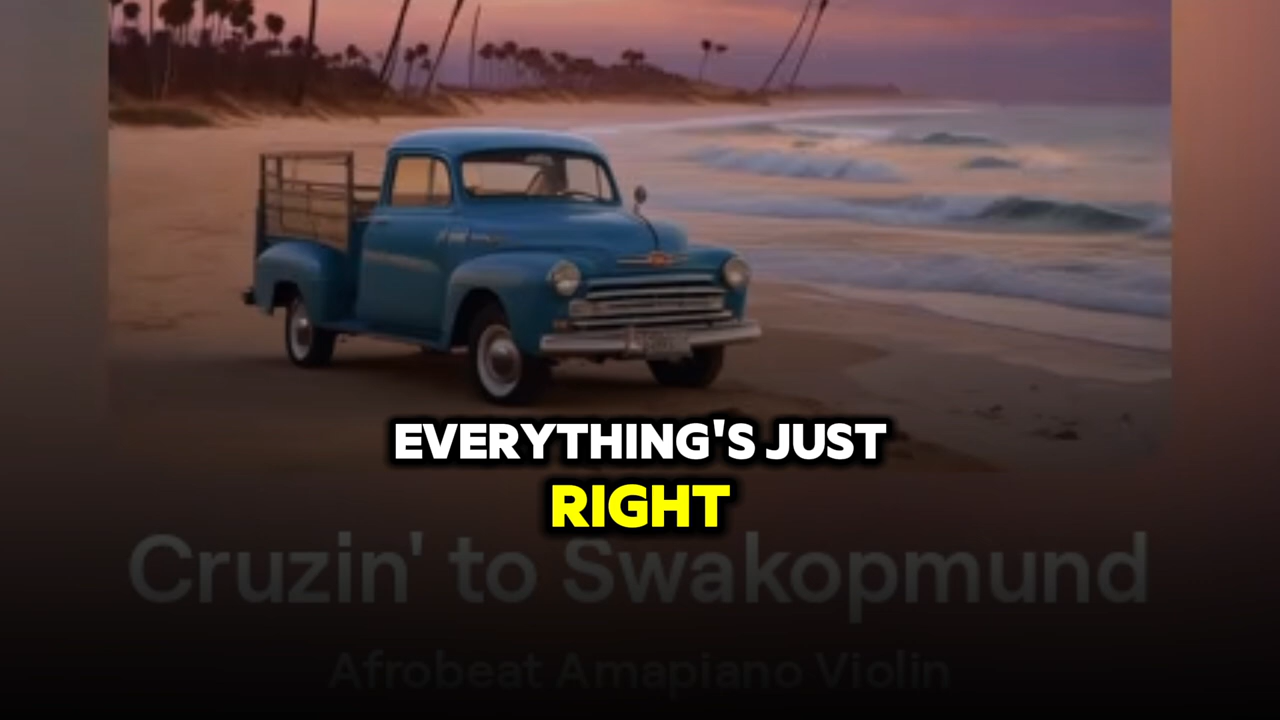 EVERYTHING'S JUST
RIGHT
Cruzin' to Swakopmund
Afrobeat Amapiano Violin